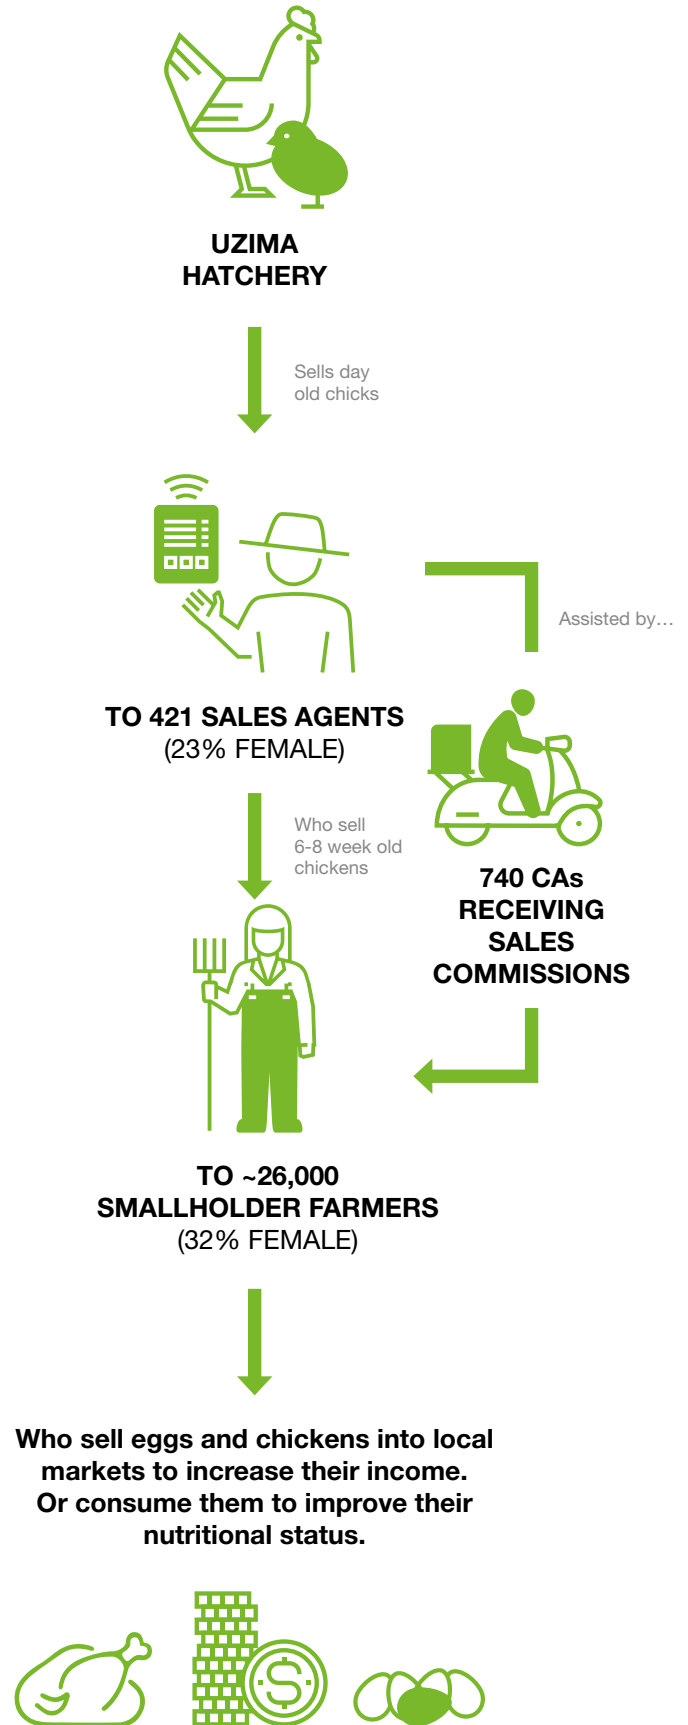 UZIMA
HATCHERY
Sells day
old chicks
Assisted by…
TO 421 SALES AGENTS
(23% FEMALE)
Who sell
6-8 week old
chickens
740 CAs
RECEIVING
SALES
COMMISSIONS
TO ~26,000
SMALLHOLDER FARMERS
(32% FEMALE)
Who sell eggs and chickens into local
markets to increase their income.
Or consume them to improve their
nutritional status.
$